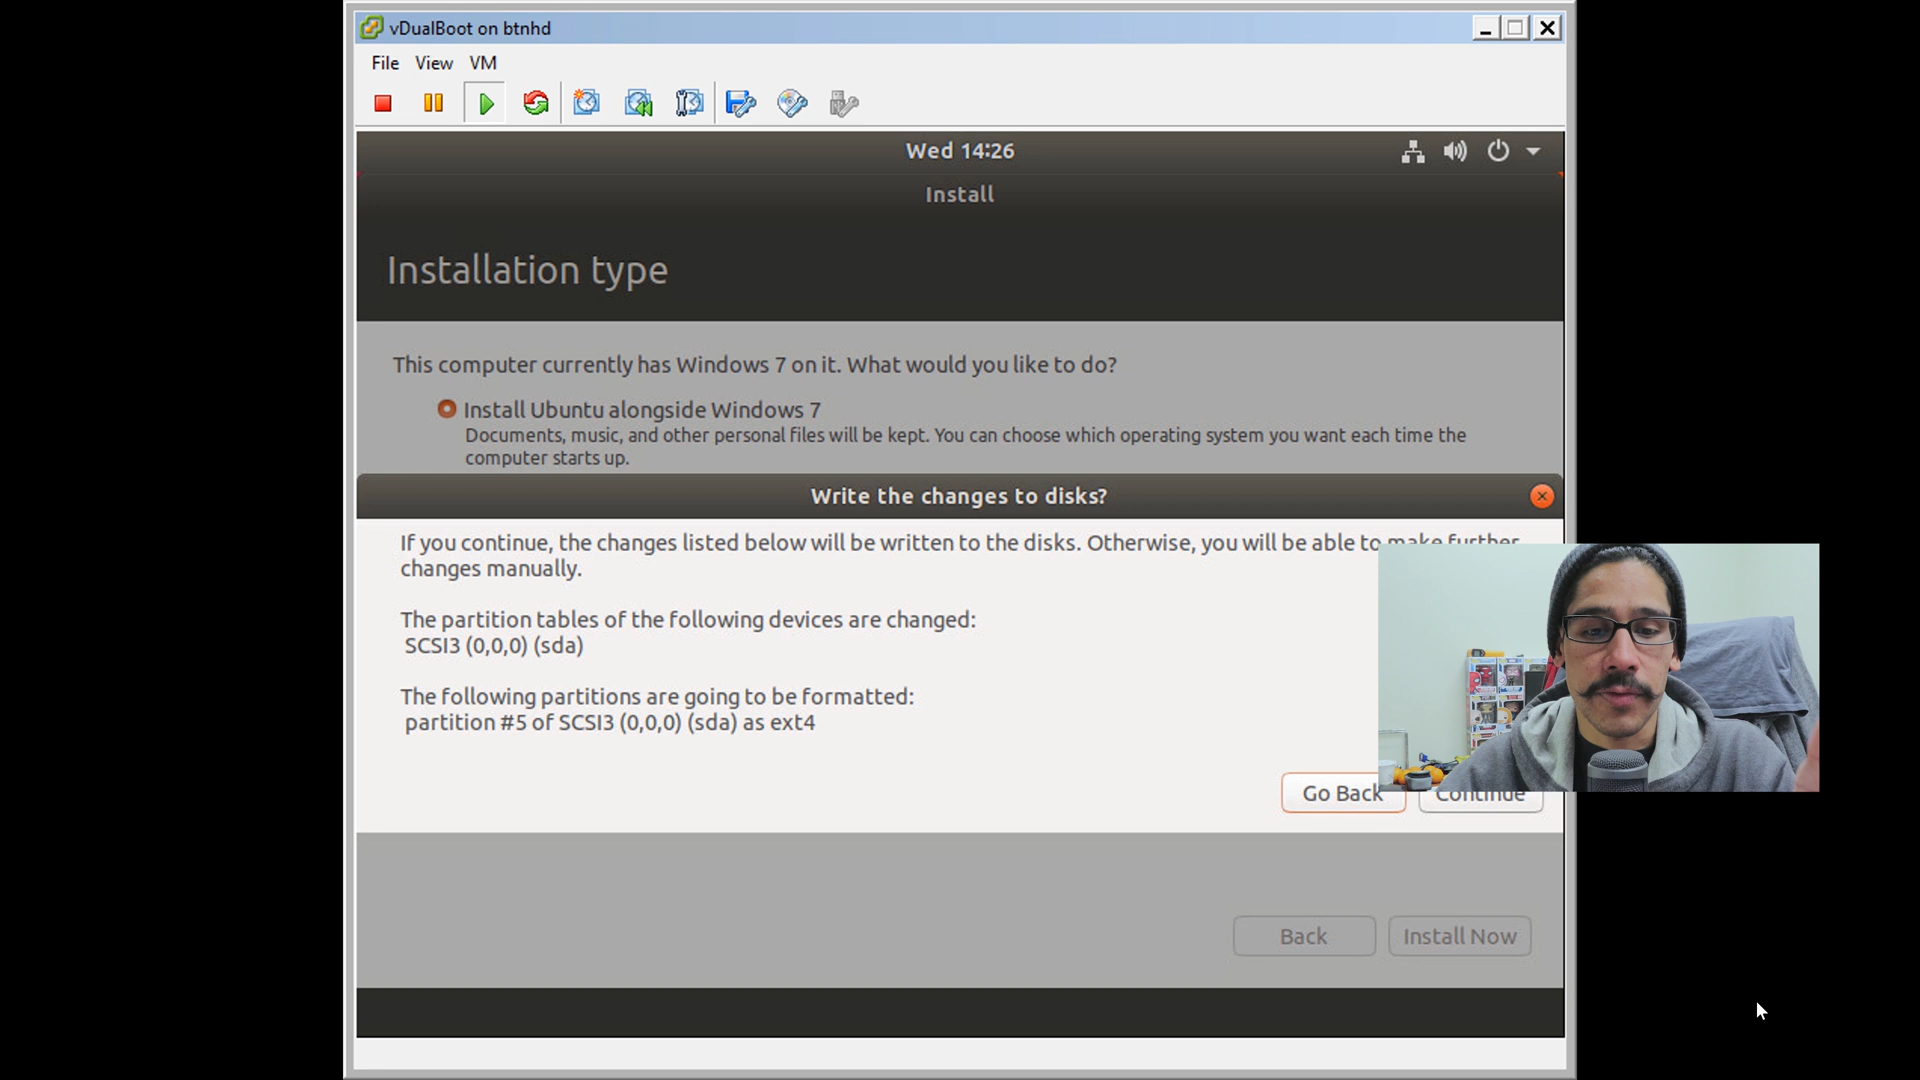 vDualBoot on btnhd
File View VM
Wed 14:26
Install
Installation type
This computer currently has Windows 7 on it. What would you like to do?
Install Ubuntu alongside Windows 7
Documents, music, and other personal files will be kept. You can choose which operating system you want each time the
computer starts up.
Write the changes to disks?
If you continue, the changes listed below will be written to the disks. Otherwise, you will be able to make further
changes manually.
The partition tables of the following devices are changed:
SCSI3 (0,0,0) (sda)
The following partitions are going to be formatted:
partition #5 of SCSI3 (0,0,0) (sda) as ext4
Go Back Continue
Back Install Now